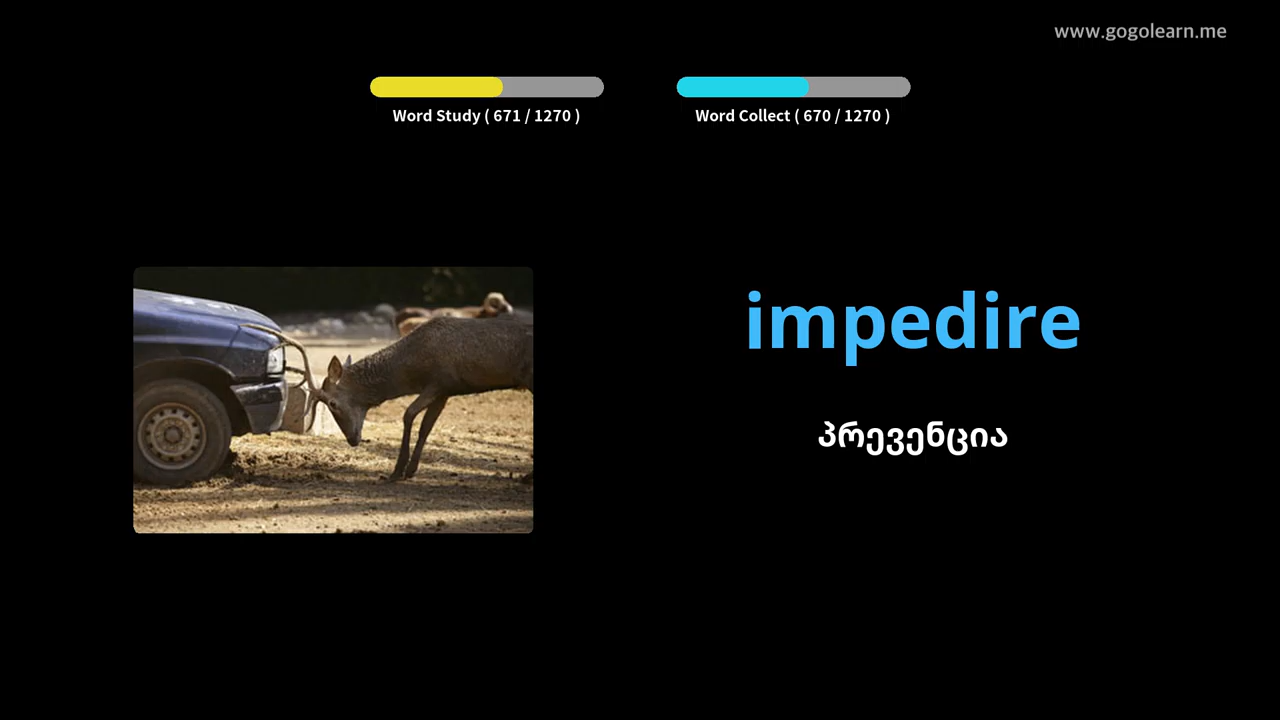 www.gogolearn.me
Word Study ( 671 / 1270 )
Word Collect ( 670 / 1270 )
impedire
პრევენცია